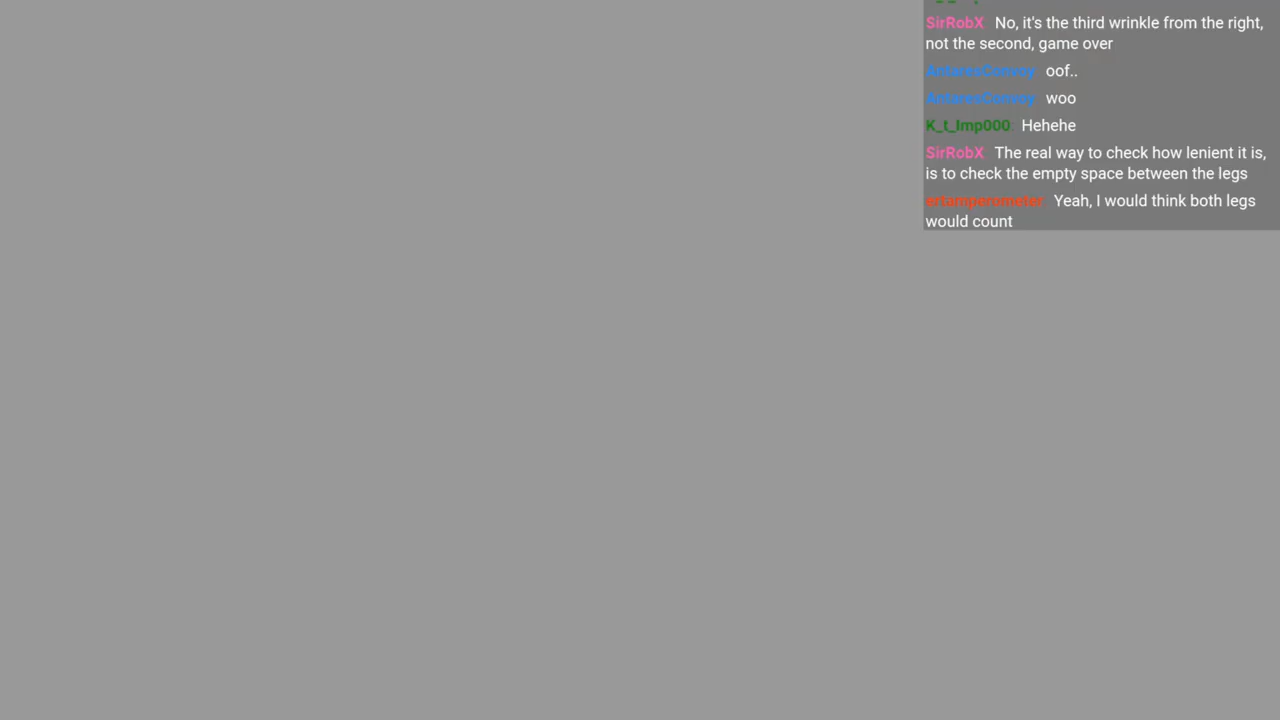 SirRobX: No, it's the third wrinkle from the right,
not the second, game over
oof..
woo
K_t_Imp000: Hehehe
SirRobX: The real way to check how lenient it is,
is to check the empty space between the legs
ertamperometer: Yeah, I would think both legs
would count